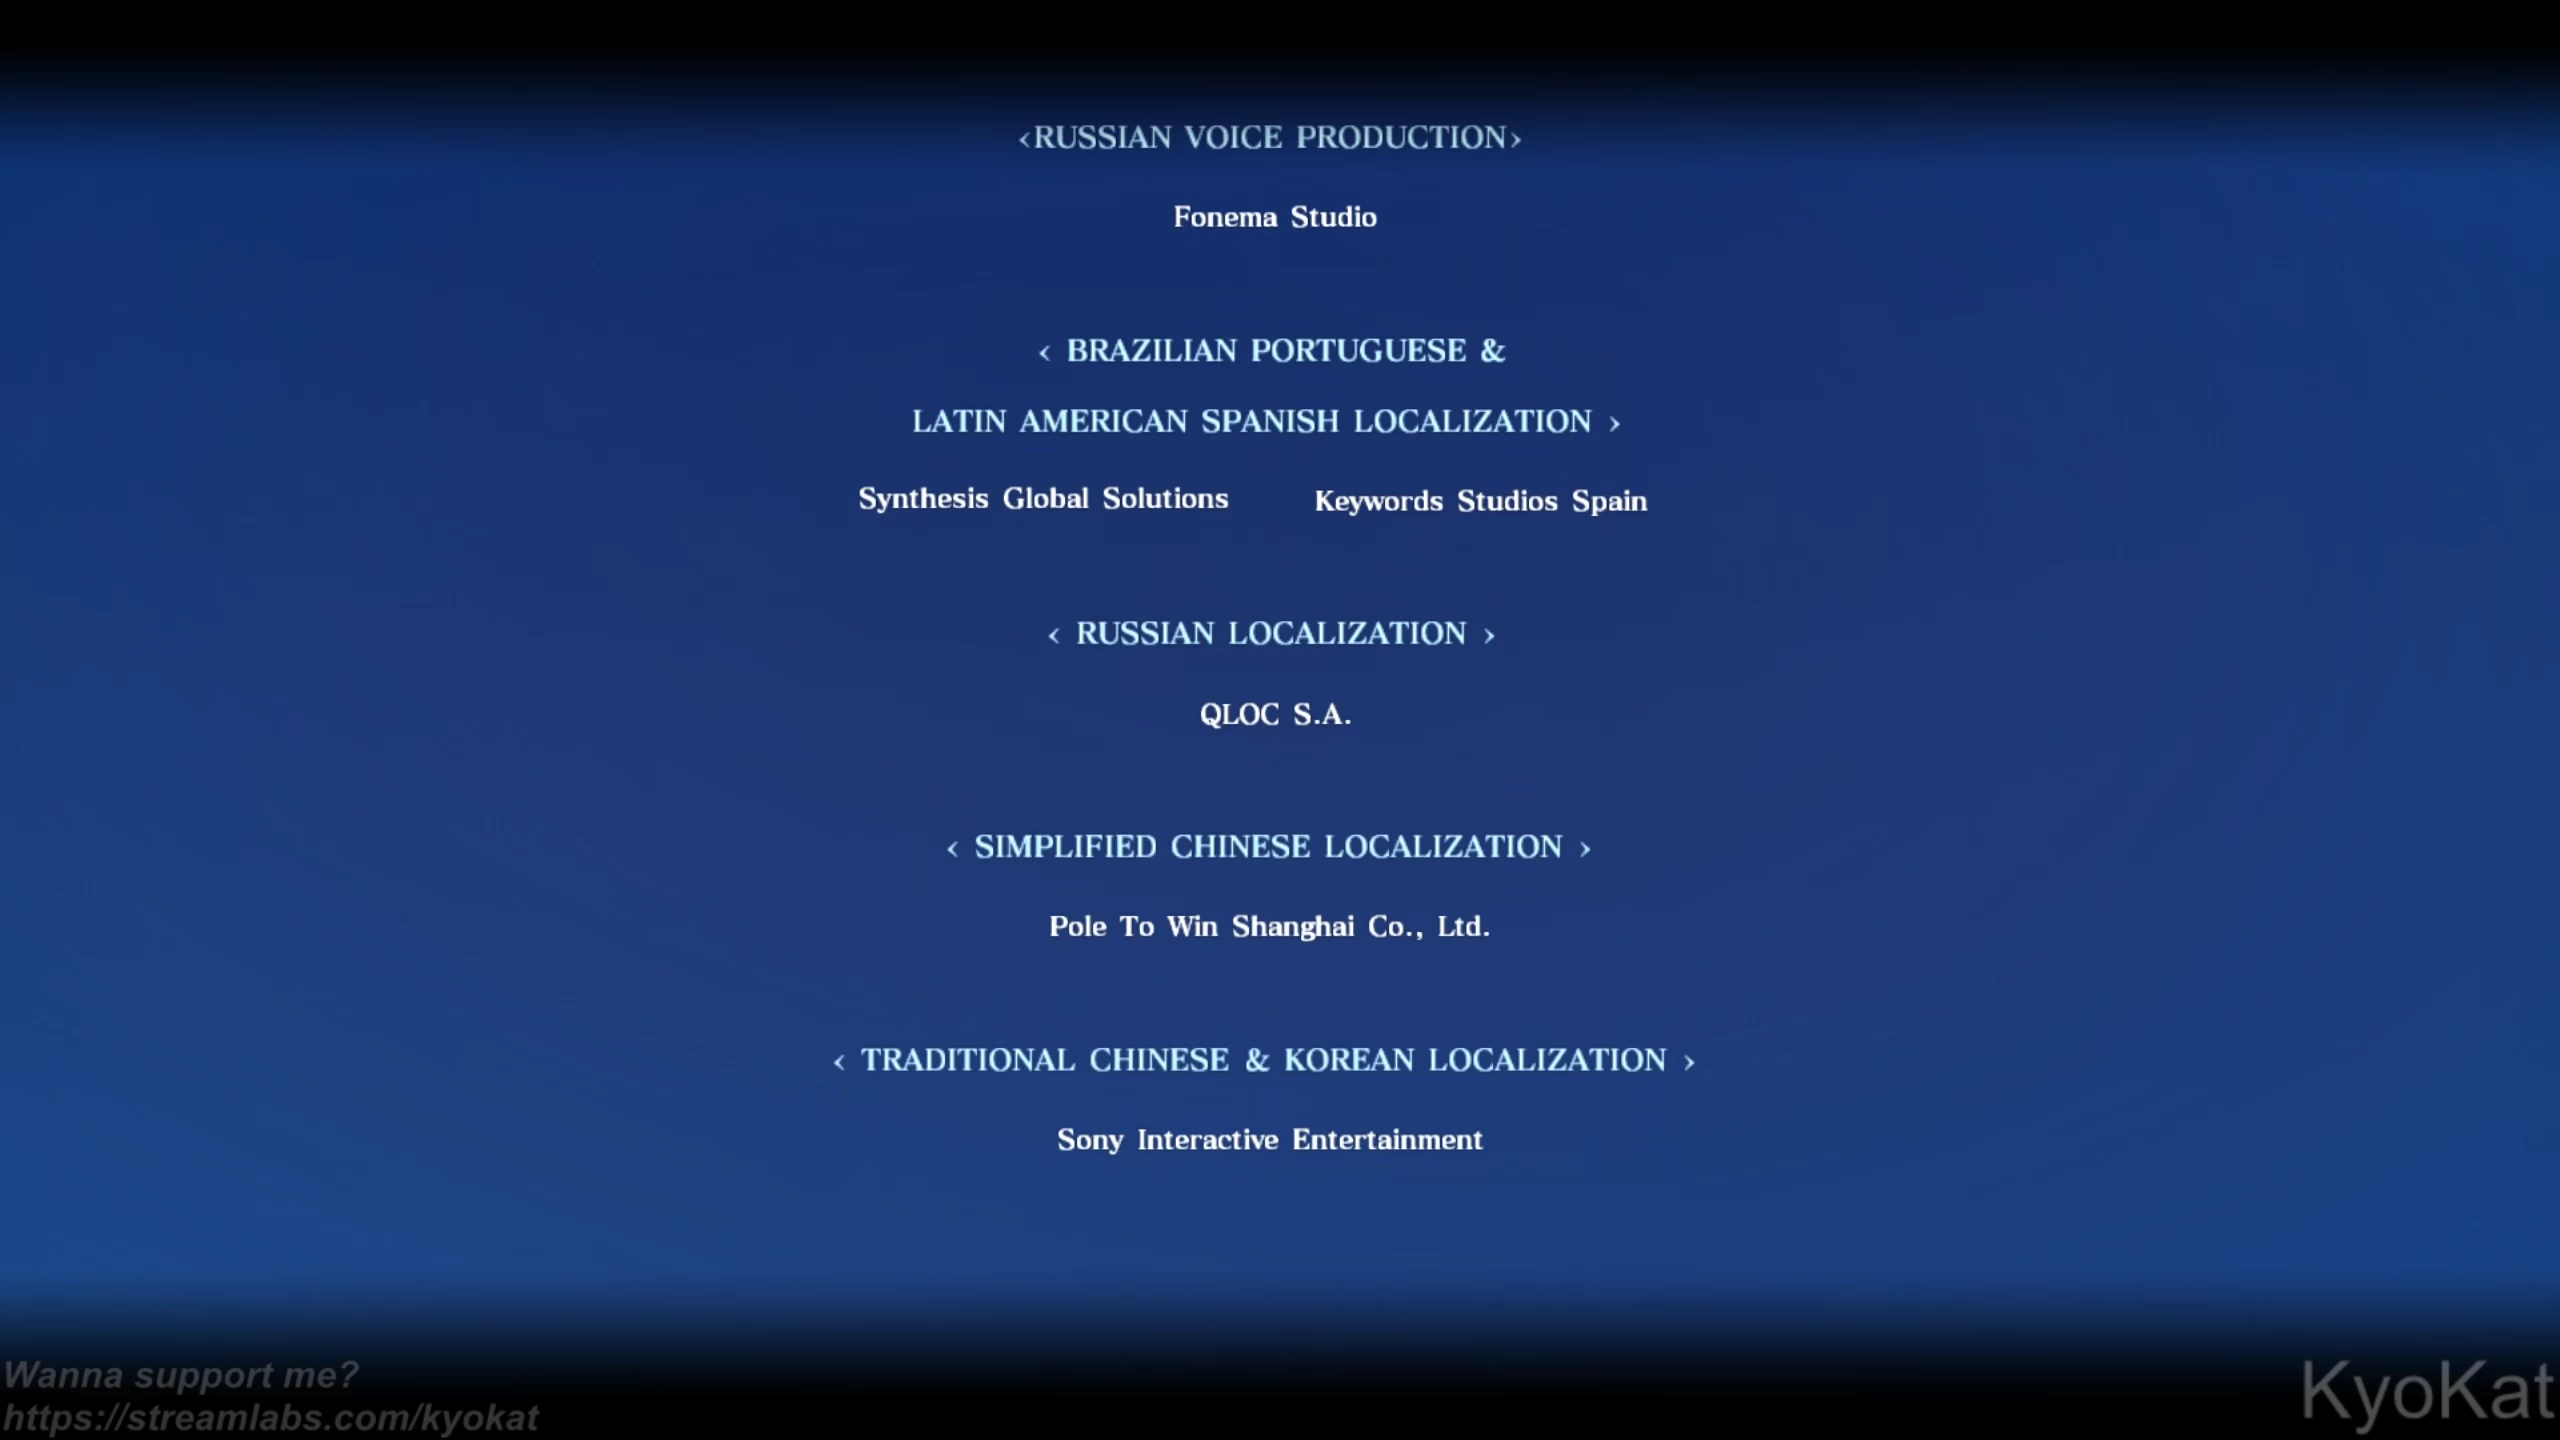 ‹RUSSIAN VOICE PRODUCTION›
Fonema Studio
‹ BRAZILIAN PORTUGUESE &
LATIN AMERICAN SPANISH LOCALIZATION ›
Synthesis Global Solutions Keywords Studios Spain
‹ RUSSIAN LOCALIZATION ›
QLOC S.A.
‹ SIMPLIFIED CHINESE LOCALIZATION ›
Pole To Win Shanghai Co., Ltd.
‹ TRADITIONAL CHINESE & KOREAN LOCALIZATION ›
Sony Interactive Entertainment
Wanna support me?
https://streamlabs.com/kyokat
KyoKat